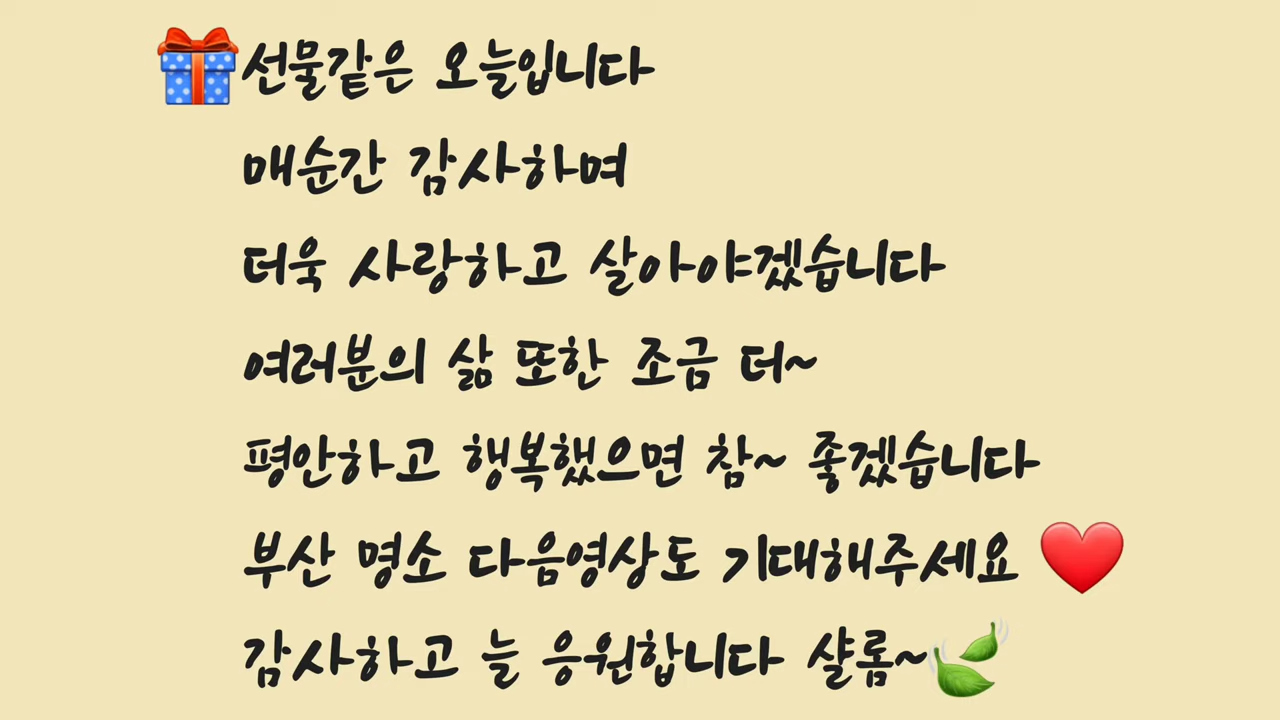 🎁선물같은 오늘입니다
매순간 감사하며
더욱 사랑하고 살아야겠습니다
여러분의 삶 또한 조금 더~
평안하고 행복했으면 참~ 좋겠습니다
부산 명소 다음영상도 기대해주세요 ❤️
감사하고 늘 응원합니다 샬롬~🍃